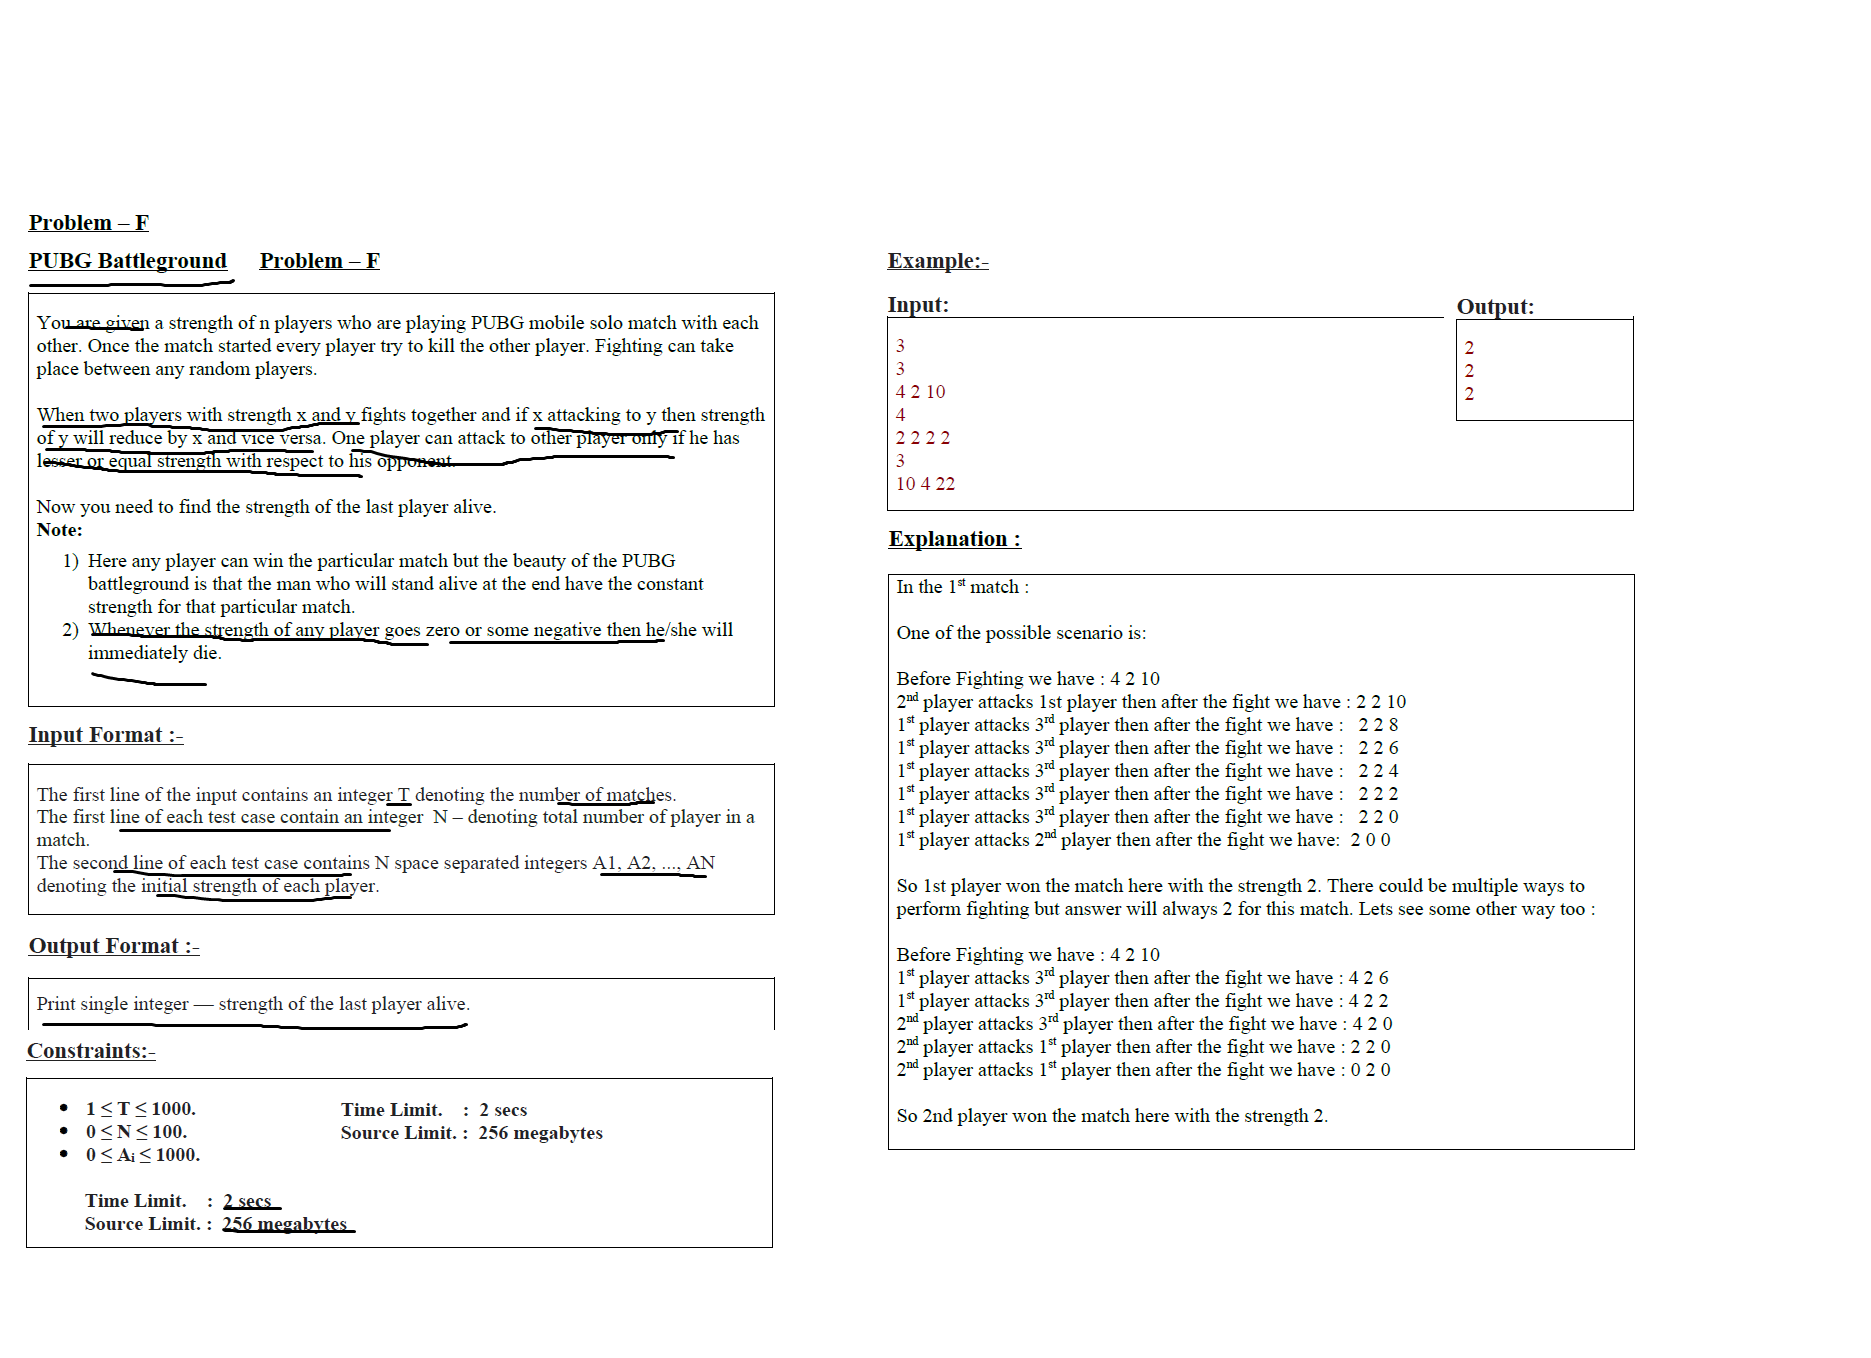 Problem – F
PUBG Battleground Problem – F
You are given a strength of n players who are playing PUBG mobile solo match with each
other. Once the match started every player try to kill the other player. Fighting can take
place between any random players.
When two players with strength x and y fights together and if x attacking to y then strength
of y will reduce by x and vice versa. One player can attack to other player only if he has
lesser or equal strength with respect to his opponent.
Now you need to find the strength of the last player alive.
Note:
1) Here any player can win the particular match but the beauty of the PUBG
battleground is that the man who will stand alive at the end have the constant
strength for that particular match.
2) Whenever the strength of any player goes zero or some negative then he/she will
immediately die.
Input Format :-
The first line of the input contains an integer T denoting the number of matches.
The first line of each test case contain an integer N – denoting total number of player in a
match.
The second line of each test case contains N space separated integers A1, A2, ..., AN
denoting the initial strength of each player.
Output Format :-
Print single integer — strength of the last player alive.
Constraints:-
• 1 ≤ T ≤ 1000.
• 0 ≤ N ≤ 100.
• 0 ≤ Ai ≤ 1000.
Time Limit. : 2 secs
Source Limit. : 256 megabytes
Time Limit. : 2 secs
Source Limit. : 256 megabytes
Example:-
Input:
3
3
4 2 10
4
2 2 2 2
3
10 4 22
Output:
2
2
2
Explanation :
In the 1st match :
One of the possible scenario is:
Before Fighting we have : 4 2 10
2nd player attacks 1st player then after the fight we have : 2 2 10
1st player attacks 3rd player then after the fight we have : 2 2 8
1st player attacks 3rd player then after the fight we have : 2 2 6
1st player attacks 3rd player then after the fight we have : 2 2 4
1st player attacks 3rd player then after the fight we have : 2 2 2
1st player attacks 3rd player then after the fight we have : 2 2 0
1st player attacks 2nd player then after the fight we have: 2 0 0
So 1st player won the match here with the strength 2. There could be multiple ways to
perform fighting but answer will always 2 for this match. Lets see some other way too :
Before Fighting we have : 4 2 10
1st player attacks 3rd player then after the fight we have : 4 2 6
1st player attacks 3rd player then after the fight we have : 4 2 2
2nd player attacks 3rd player then after the fight we have : 4 2 0
2nd player attacks 1st player then after the fight we have : 2 2 0
2nd player attacks 1st player then after the fight we have : 0 2 0
So 2nd player won the match here with the strength 2.